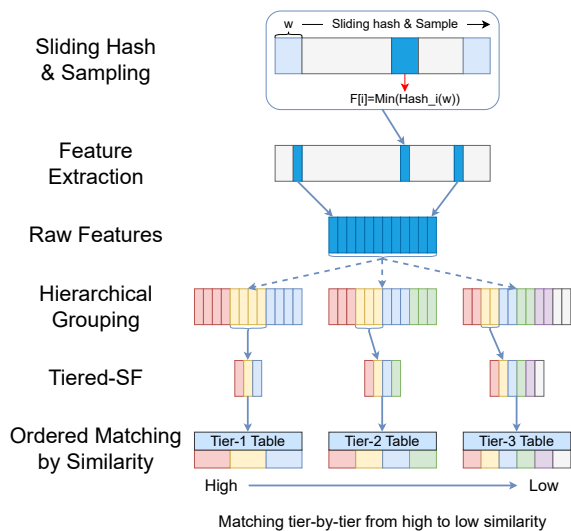 w
Sliding hash & Sample
Sliding Hash
& Sampling
F[i]=Min(Hash_i(w))
Feature
Extraction
Raw Features
Hierarchical
Grouping
Tiered-SF
Ordered Matching
by Similarity
Tier-1 Table
Tier-2 Table
Tier-3 Table
High
Low
Matching tier-by-tier from high to low similarity